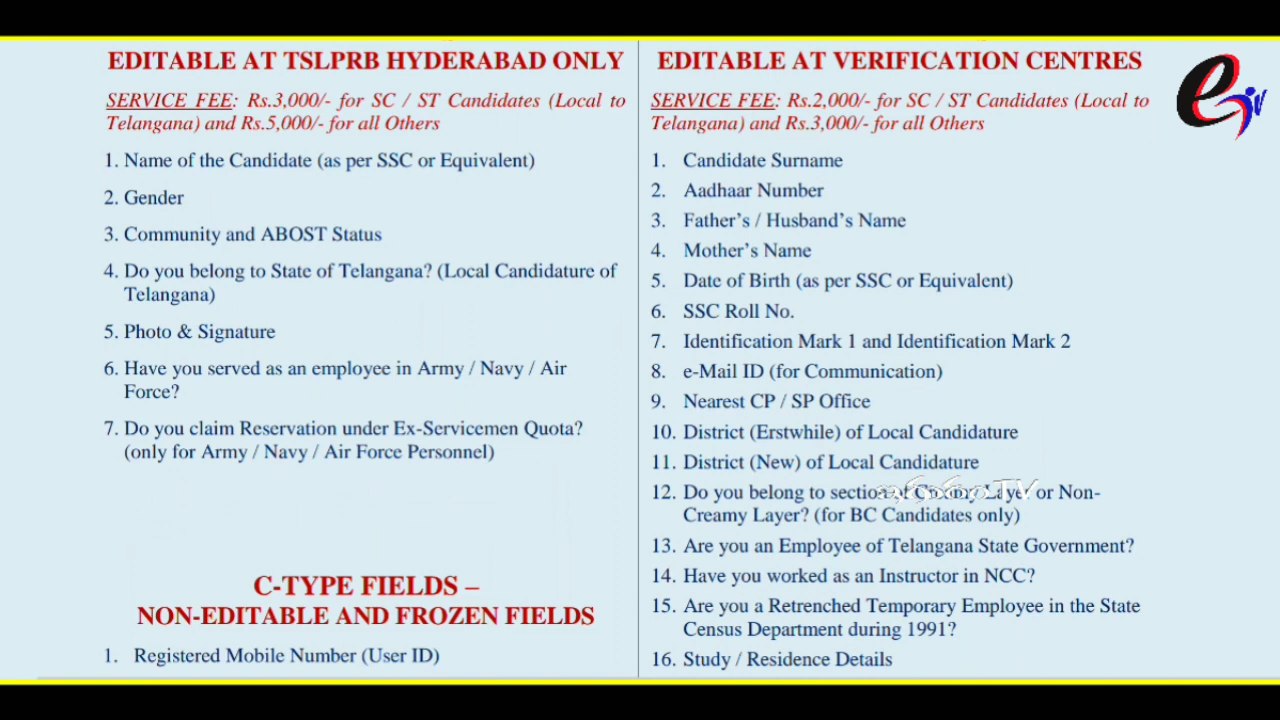 EDITABLE AT TSLPRB HYDERABAD ONLY
SERVICE FEE: Rs.3,000/- for SC / ST Candidates (Local to
Telangana) and Rs.5,000/- for all Others
1. Name of the Candidate (as per SSC or Equivalent)
2. Gender
3. Community and ABOST Status
4. Do you belong to State of Telangana? (Local Candidature of
Telangana)
5. Photo & Signature
6. Have you served as an employee in Army / Navy / Air
Force?
7. Do you claim Reservation under Ex-Servicemen Quota?
(only for Army / Navy / Air Force Personnel)
C-TYPE FIELDS –
NON-EDITABLE AND FROZEN FIELDS
1. Registered Mobile Number (User ID)
EDITABLE AT VERIFICATION CENTRES
SERVICE FEE: Rs.2,000/- for SC / ST Candidates (Local to
Telangana) and Rs.3,000/- for all Others
1. Candidate Surname
2. Aadhaar Number
3. Father's / Husband's Name
4. Mother's Name
5. Date of Birth (as per SSC or Equivalent)
6. SSC Roll No.
7. Identification Mark 1 and Identification Mark 2
8. e-Mail ID (for Communication)
9. Nearest CP / SP Office
10. District (Erstwhile) of Local Candidature
11. District (New) of Local Candidature
12. Do you belong to section of Creamy Layer or Non-
Creamy Layer? (for BC Candidates only)
13. Are you an Employee of Telangana State Government?
14. Have you worked as an Instructor in NCC?
15. Are you a Retrenched Temporary Employee in the State
Census Department during 1991?
16. Study / Residence Details
TV